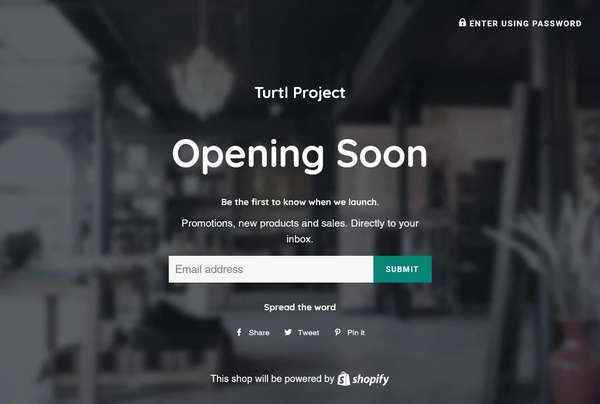 ENTER USING PASSWORD
Turtl Project
Opening Soon
Be the first to know when we launch.
Promotions, new products and sales. Directly to your
inbox.
Email address
SUBMIT
Spread the word
Share Tweet Pin it
This shop will be powered by shopify